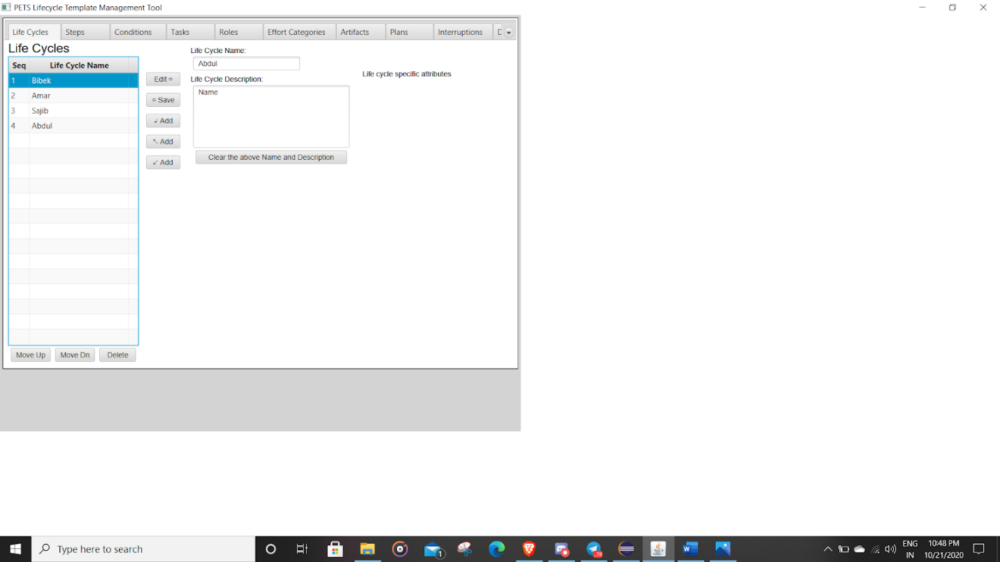 PETS Lifecycle Template Management Tool
Life Cycles Steps Conditions Tasks Roles Effort Categories Artifacts Plans Interruptions
Life Cycles
Seq Life Cycle Name
1 Bibek
2 Amar
3 Sajib
4 Abdul
Move Up Move Dn Delete
Edit
Save
Add
Add
Add
Life Cycle Name:
Abdul
Life Cycle Description:
Name
Clear the above Name and Description
Life cycle specific attributes
Type here to search
1
78
ENG
IN
10:48 PM
10/21/2020